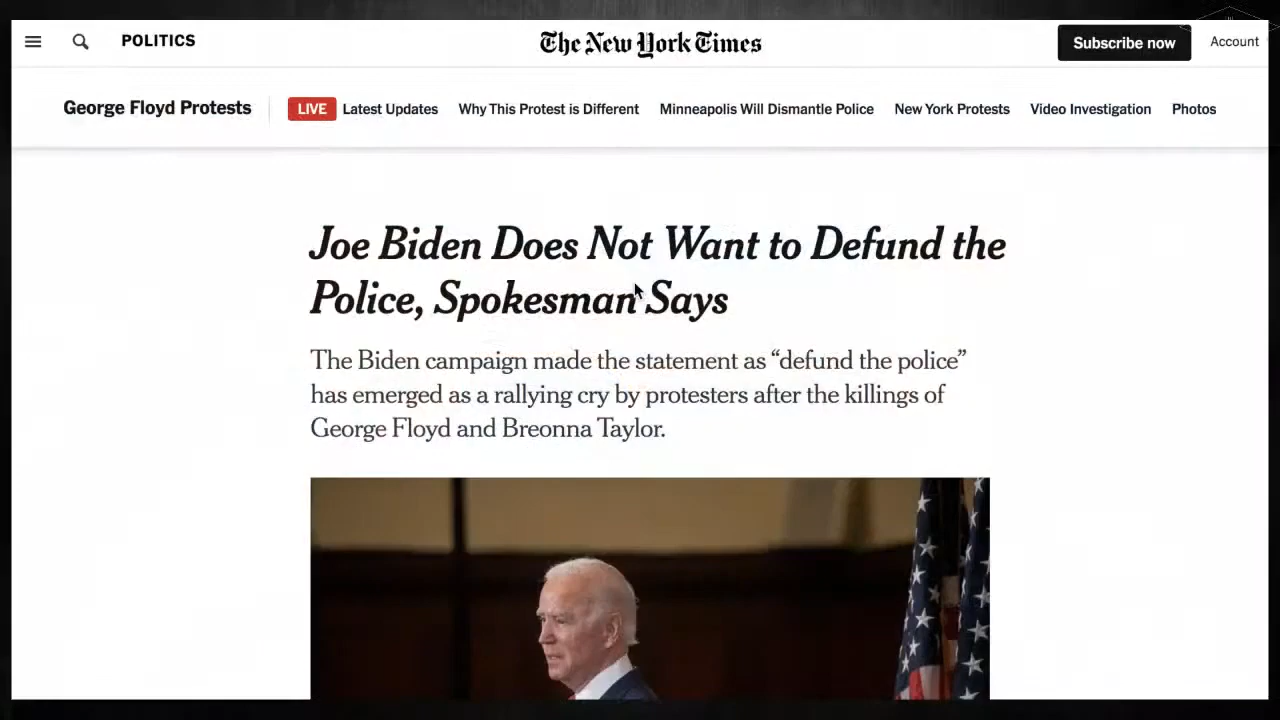 POLITICS
The New York Times
Subscribe now
Account
George Floyd Protests
LIVE Latest Updates
Why This Protest is Different
Minneapolis Will Dismantle Police
New York Protests
Video Investigation
Photos
Joe Biden Does Not Want to Defund the
Police, Spokesman Says
The Biden campaign made the statement as “defund the police”
has emerged as a rallying cry by protesters after the killings of
George Floyd and Breonna Taylor.